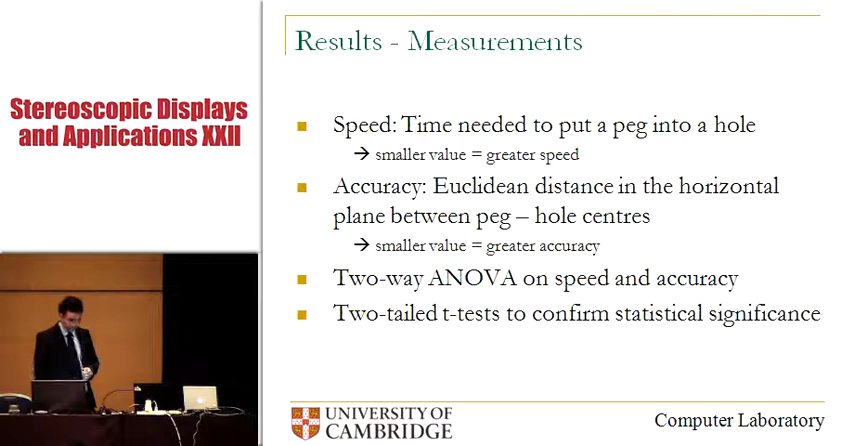 Stereoscopic Displays
and Applications XXII
Results - Measurements
Speed: Time needed to put a peg into a hole
→ smaller value = greater speed
Accuracy: Euclidean distance in the horizontal
plane between peg – hole centres
→ smaller value = greater accuracy
Two-way ANOVA on speed and accuracy
Two-tailed t-tests to confirm statistical significance
UNIVERSITY OF
CAMBRIDGE
Computer Laboratory